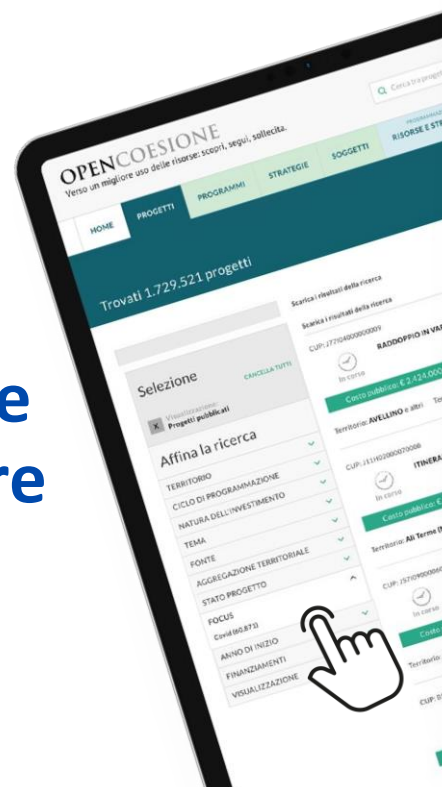 OPENCOESIONE
Verso un migliore uso delle risorse: scopri, segui, sollecita.
Cerca tra
HOME
PROGETTI
PROGRAMMI
STRATEGIE
SOGGETTI
RISORSE E
Trovati 1.729.521 progetti
Scarica i risultati della ricerca
Scarica i risultati della ricerca
Selezione
CANCELLA TUTTI
X Visualizzazione:
Progetti pubblicati
Affina la ricerca
TERRITORIO
CICLO DI PROGRAMMAZIONE
NATURA DELL'INVESTIMENTO
TEMA
FONTE
AGGREGAZIONE TERRITORIALE
STATO PROGETTO
FOCUS
Covid (60.871)
ANNO DI INIZIO
FINANZIAMENTI
VISUALIZZAZIONE
RADDOPPIO IN
In corso
Costo pubblico: € 2.424.000
Territorio: AVELLINO e altri
ITINERA
In corso
Costo pubblico: €
Territorio: Alì Terme
In corso
Costo
Territorio
CUP:
e
re